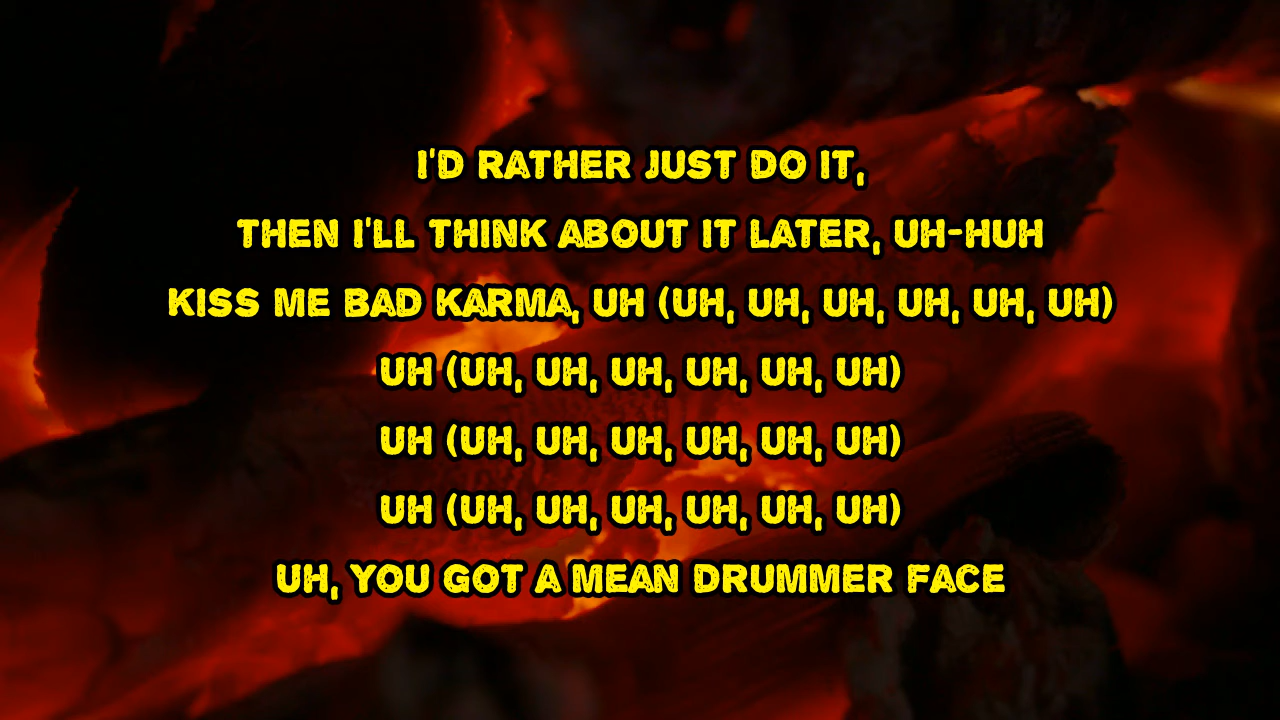 I'D RATHER JUST DO IT,
THEN I'LL THINK ABOUT IT LATER, UH-HUH
KISS ME BAD KARMA, UH (UH, UH, UH, UH, UH, UH)
UH (UH, UH, UH, UH, UH, UH)
UH (UH, UH, UH, UH, UH, UH)
UH (UH, UH, UH, UH, UH, UH)
UH, YOU GOT A MEAN DRUMMER FACE